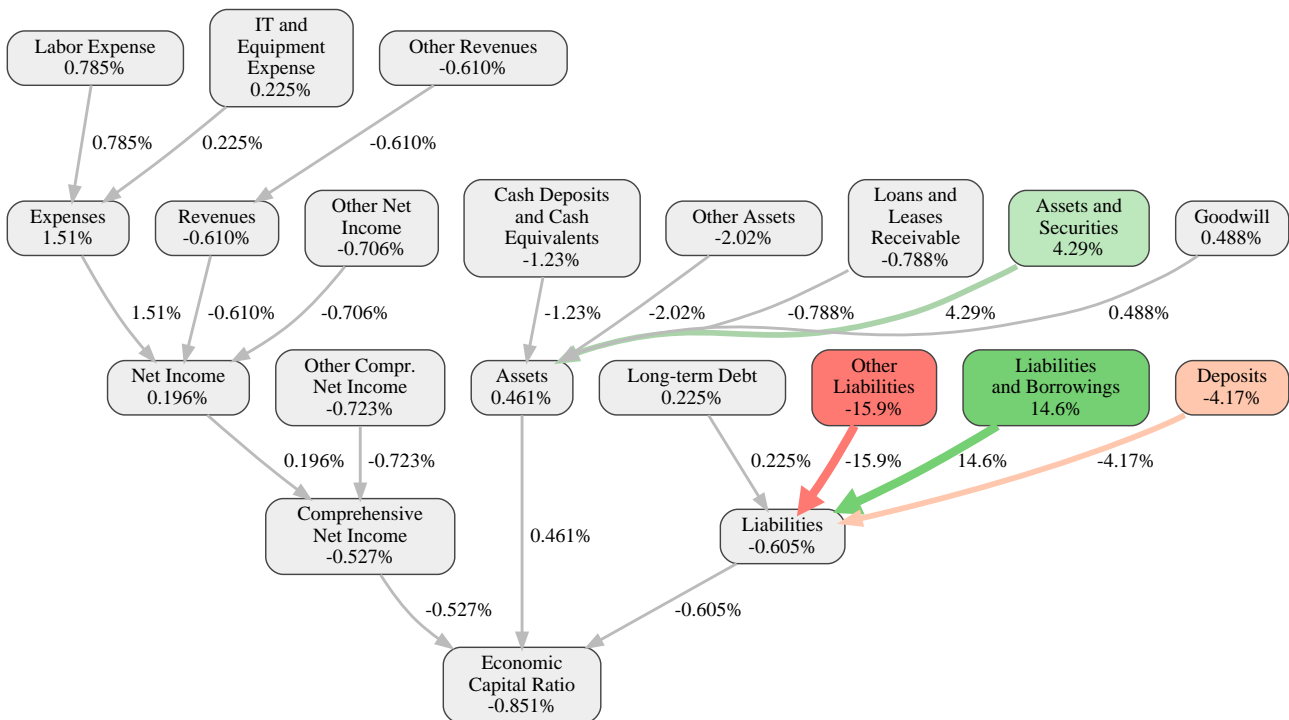 Labor Expense
0.785%
IT and
Equipment
Expense
0.225%
Other Revenues
-0.610%
0.785%
0.225%
-0.610%
Expenses
1.51%
Revenues
-0.610%
Other Net
Income
-0.706%
Cash Deposits
and Cash
Equivalents
-1.23%
Other Assets
-2.02%
Loans and
Leases
Receivable
-0.788%
Assets and
Securities
4.29%
Goodwill
0.488%
1.51%
-0.610%
-0.706%
-1.23%
-2.02%
-0.788%
4.29%
0.488%
Net Income
0.196%
Other Compr.
Net Income
-0.723%
Assets
0.461%
Long-term Debt
0.225%
Other
Liabilities
-15.9%
Liabilities
and Borrowings
14.6%
Deposits
-4.17%
0.196%
-0.723%
0.225%
-15.9%
14.6%
-4.17%
Comprehensive
Net Income
-0.527%
0.461%
Liabilities
-0.605%
-0.527%
-0.605%
Economic
Capital Ratio
-0.851%